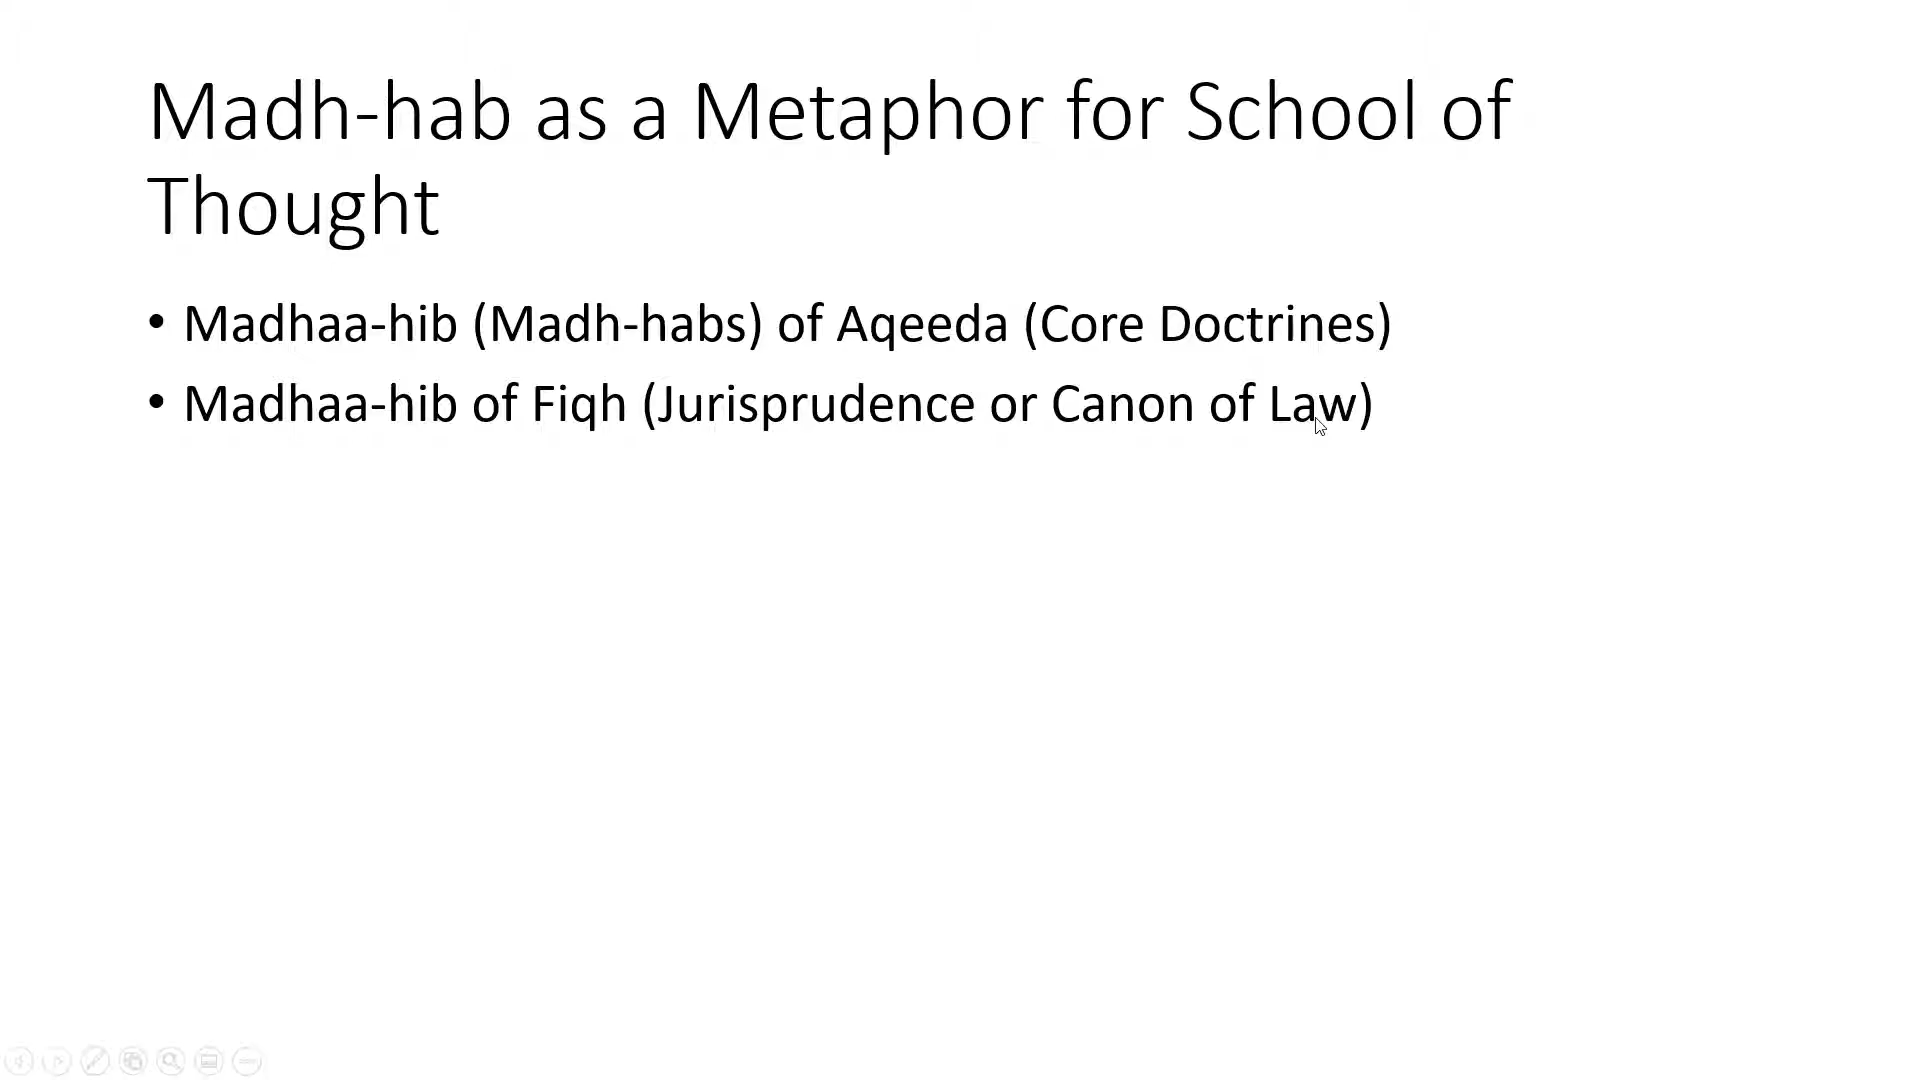 Madh-hab as a Metaphor for School of
Thought
• Madhaa-hib (Madh-habs) of Aqeeda (Core Doctrines)
• Madhaa-hib of Fiqh (Jurisprudence or Canon of Law)